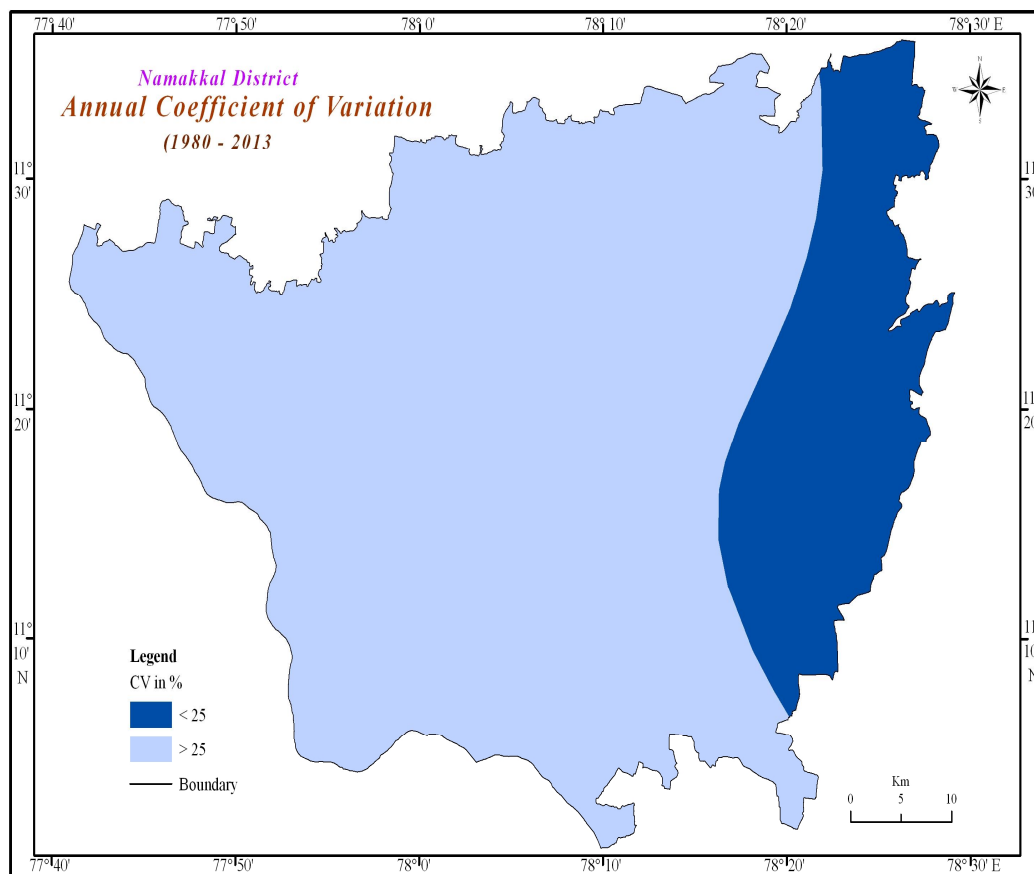 77°40' 77°50' 78°0' 78°10' 78°20' 78°30' E
Namakkal District
Annual Coefficient of Variation
(1980 - 2013
N
W E
11°
30'
11°
30'
11°
20'
11°
20'
11°
10'
N
11°
10'
N
Legend
CV in %
< 25
> 25
Boundary
Km
0 5 10
77°40' 77°50' 78°0' 78°10' 78°20' 78°30' E